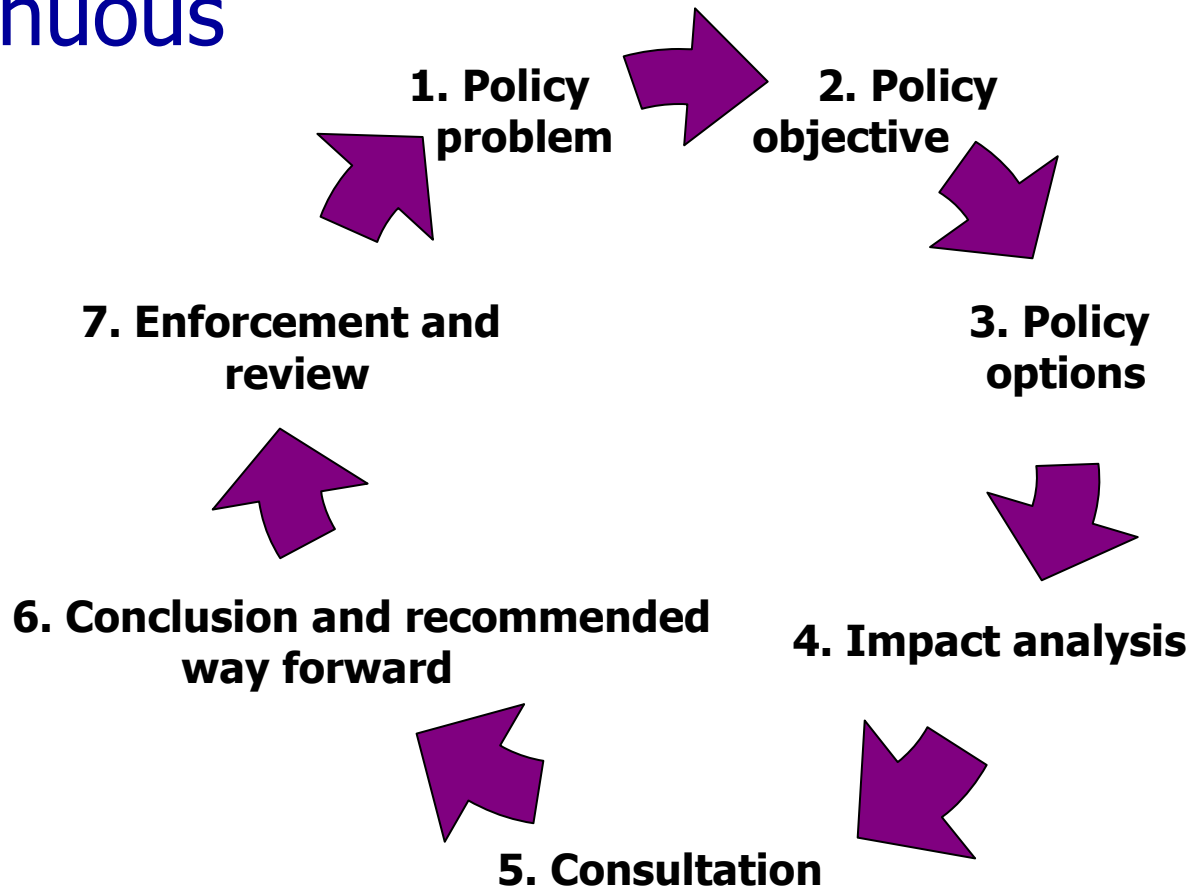 nuous
1. Policy
problem
2. Policy
objective
3. Policy
options
4. Impact analysis
5. Consultation
6. Conclusion and recommended
way forward
7. Enforcement and
review